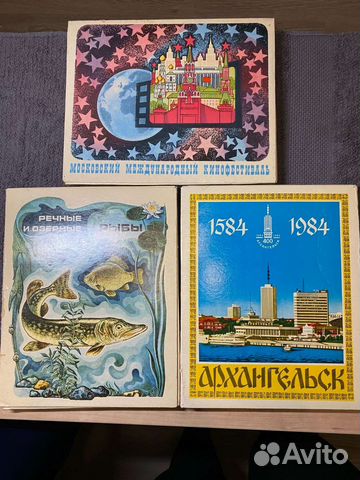 МОСКОВСКИЙ МЕЖДУНАРОДНЫЙ КИНОФЕСТИВАЛЬ
РЕЧНЫЕ
И ОЗЕРНЫЕ РЫБЫ
1584 1984
400
АРХАНГЕЛЬСК
Avito